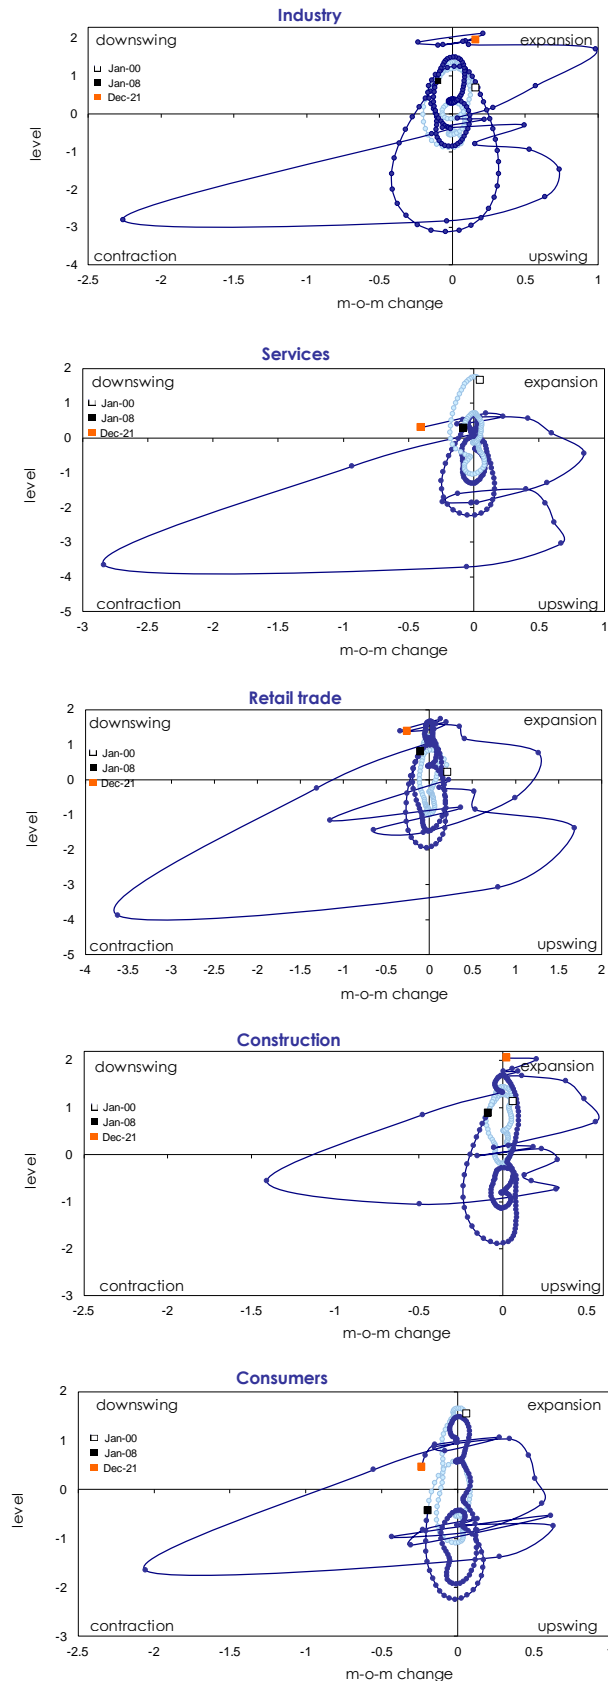 Industry
2
downswing
expansion
Jan-00
Jan-08
Dec-21
1
0
level
-1
-2
-3
contraction
upswing
-4
-2.5 -2 -1.5 -1 -0.5 0 0.5 1
m-o-m change
Services
2
downswing
expansion
Jan-00
Jan-08
Dec-21
1
0
-1
level
-2
-3
-4
contraction
upswing
-5
-3 -2.5 -2 -1.5 -1 -0.5 0 0.5 1
m-o-m change
Retail trade
2
downswing
expansion
Jan-00
Jan-08
Dec-21
1
0
-1
level
-2
-3
-4
contraction
upswing
-5
-4 -3.5 -3 -2.5 -2 -1.5 -1 -0.5 0 0.5 1 1.5 2
m-o-m change
Construction
2
downswing
expansion
Jan-00
Jan-08
Dec-21
1
0
level
-1
-2
contraction
upswing
-3
-2.5 -2 -1.5 -1 -0.5 0 0.5
m-o-m change
Consumers
2
downswing
expansion
Jan-00
Jan-08
Dec-21
1
0
level
-1
-2
contraction
upswing
-3
-2.5 -2 -1.5 -1 -0.5 0 0.5 1
m-o-m change